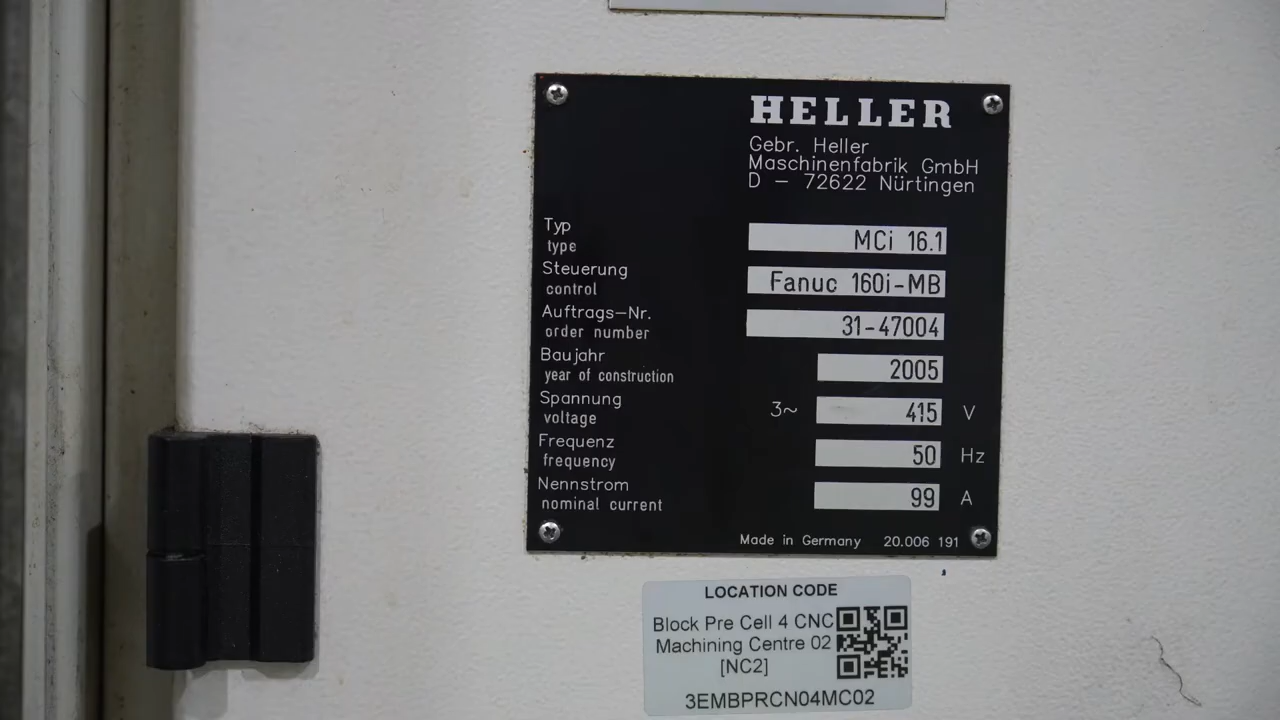 HELLER
Gebr. Heller
Maschinenfabrik GmbH
D – 72622 Nürtingen
Typ
type
MCi 16.1
Steuerung
control
Fanuc 160i-MB
Auftrags-Nr.
order number
31-47004
Baujahr
year of construction
2005
Spannung
voltage
3~ 415 V
Frequenz
frequency
50 Hz
Nennstrom
nominal current
99 A
Made in Germany 20.006 191
LOCATION CODE
Block Pre Cell 4 CNC
Machining Centre 02
[NC2]
3EMBPRCN04MC02